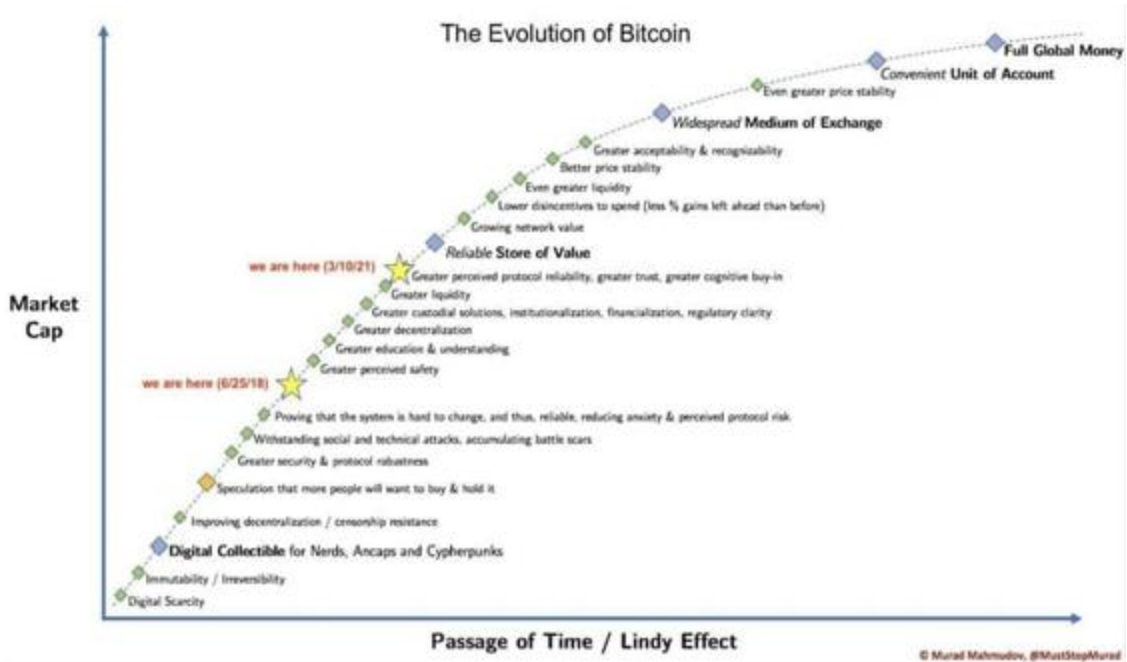 The Evolution of Bitcoin
Full Global Money
Convenient Unit of Account
Even greater price stability
Widespread Medium of Exchange
Greater acceptability & recognizability
Better price stability
Even greater liquidity
Lower disincentives to spend (less % gains left ahead than before)
Growing network value
Reliable Store of Value
we are here (3/10/21)
Greater perceived protocol reliability, greater trust, greater cognitive buy-in
Greater liquidity
Market
Cap
Greater custodial solutions, institutionalization, financialization, regulatory clarity
Greater decentralization
Greater education & understanding
Greater perceived safety
we are here (6/25/18)
Proving that the system is hard to change, and thus, reliable, reducing anxiety & perceived protocol risk
Withstanding social and technical attacks, accumulating battle scars
Greater security & protocol robustness
Speculation that more people will want to buy & hold it
Improving decentralization / censorship resistance
Digital Collectible for Nerds, Ancaps and Cypherpunks
Immutability / Irreversibility
Digital Scarcity
Passage of Time / Lindy Effect
© Murad Mahmudov, @MustStopMurad